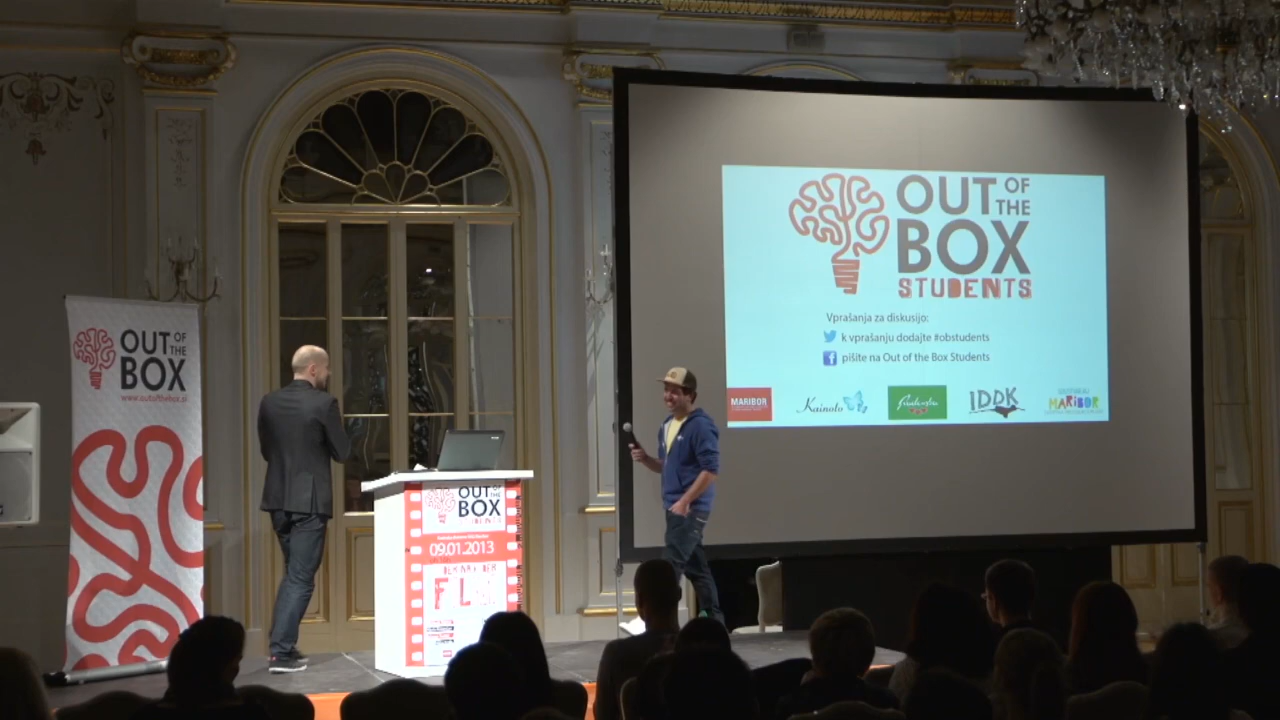 OUT OF
THE
BOX
STUDENTS
Vprašanja za diskusijo:
k vprašanju dodajte #obstudents
pišite na Out of the Box Students
MARIBOR
Kainoto
IDDK
MARIBOR
OUT OF
THE
BOX
www.outofthebox.si
OUT OF
THE
BOX
STUDENTS
09.01.2013